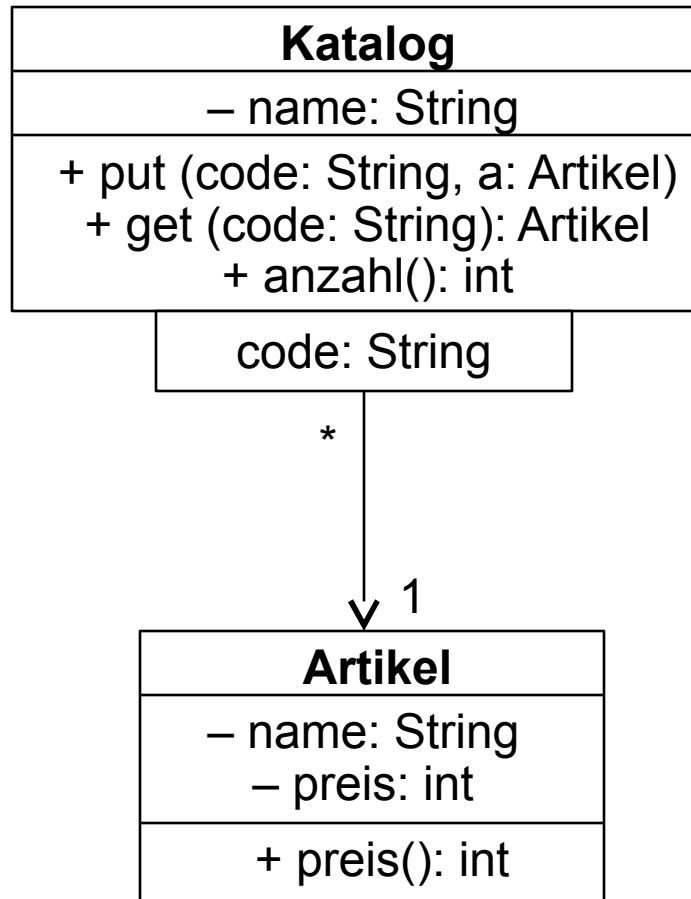 Katalog
– name: String
+ put (code: String, a: Artikel)
+ get (code: String): Artikel
+ anzahl(): int
code: String
*
1
Artikel
– name: String
– preis: int
+ preis(): int